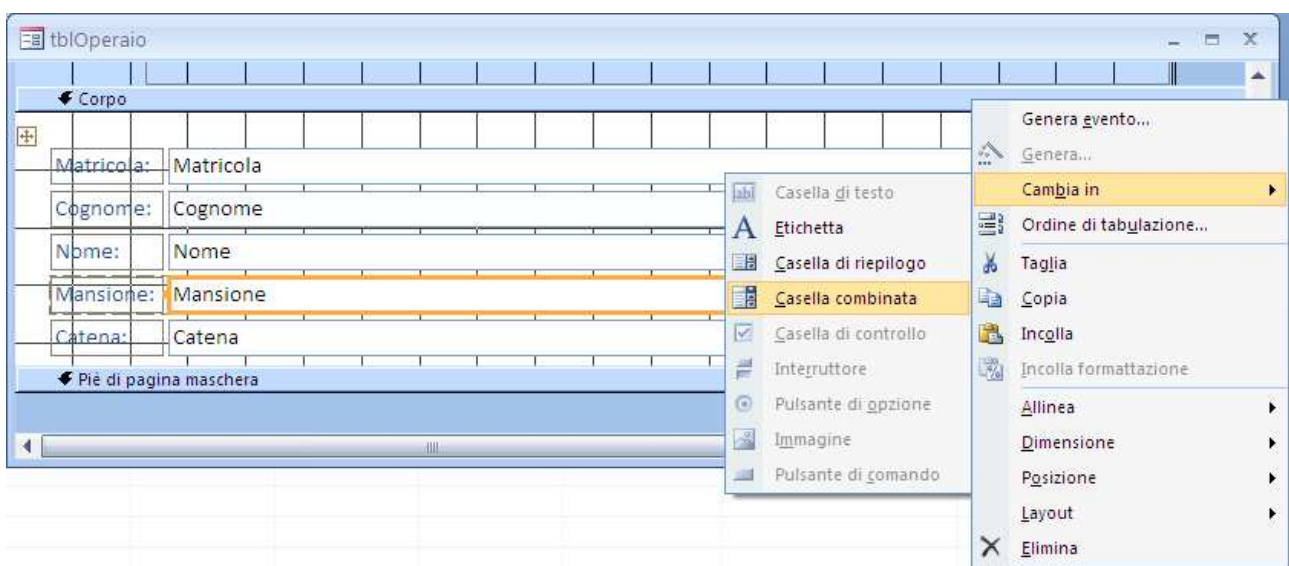 tblOperaio
Corpo
Matricola: Matricola
Cognome: Cognome
Nome: Nome
Mansione: Mansione
Catena: Catena
Piè di pagina maschera
Casella di testo
Etichetta
Casella di riepilogo
Casella combinata
Casella di controllo
Interruttore
Pulsante di opzione
Immagine
Pulsante di comando
Genera evento...
Genera...
Cambia in
Ordine di tabulazione...
Taglia
Copia
Incolla
Incolla formattazione
Allinea
Dimensione
Posizione
Layout
Elimina